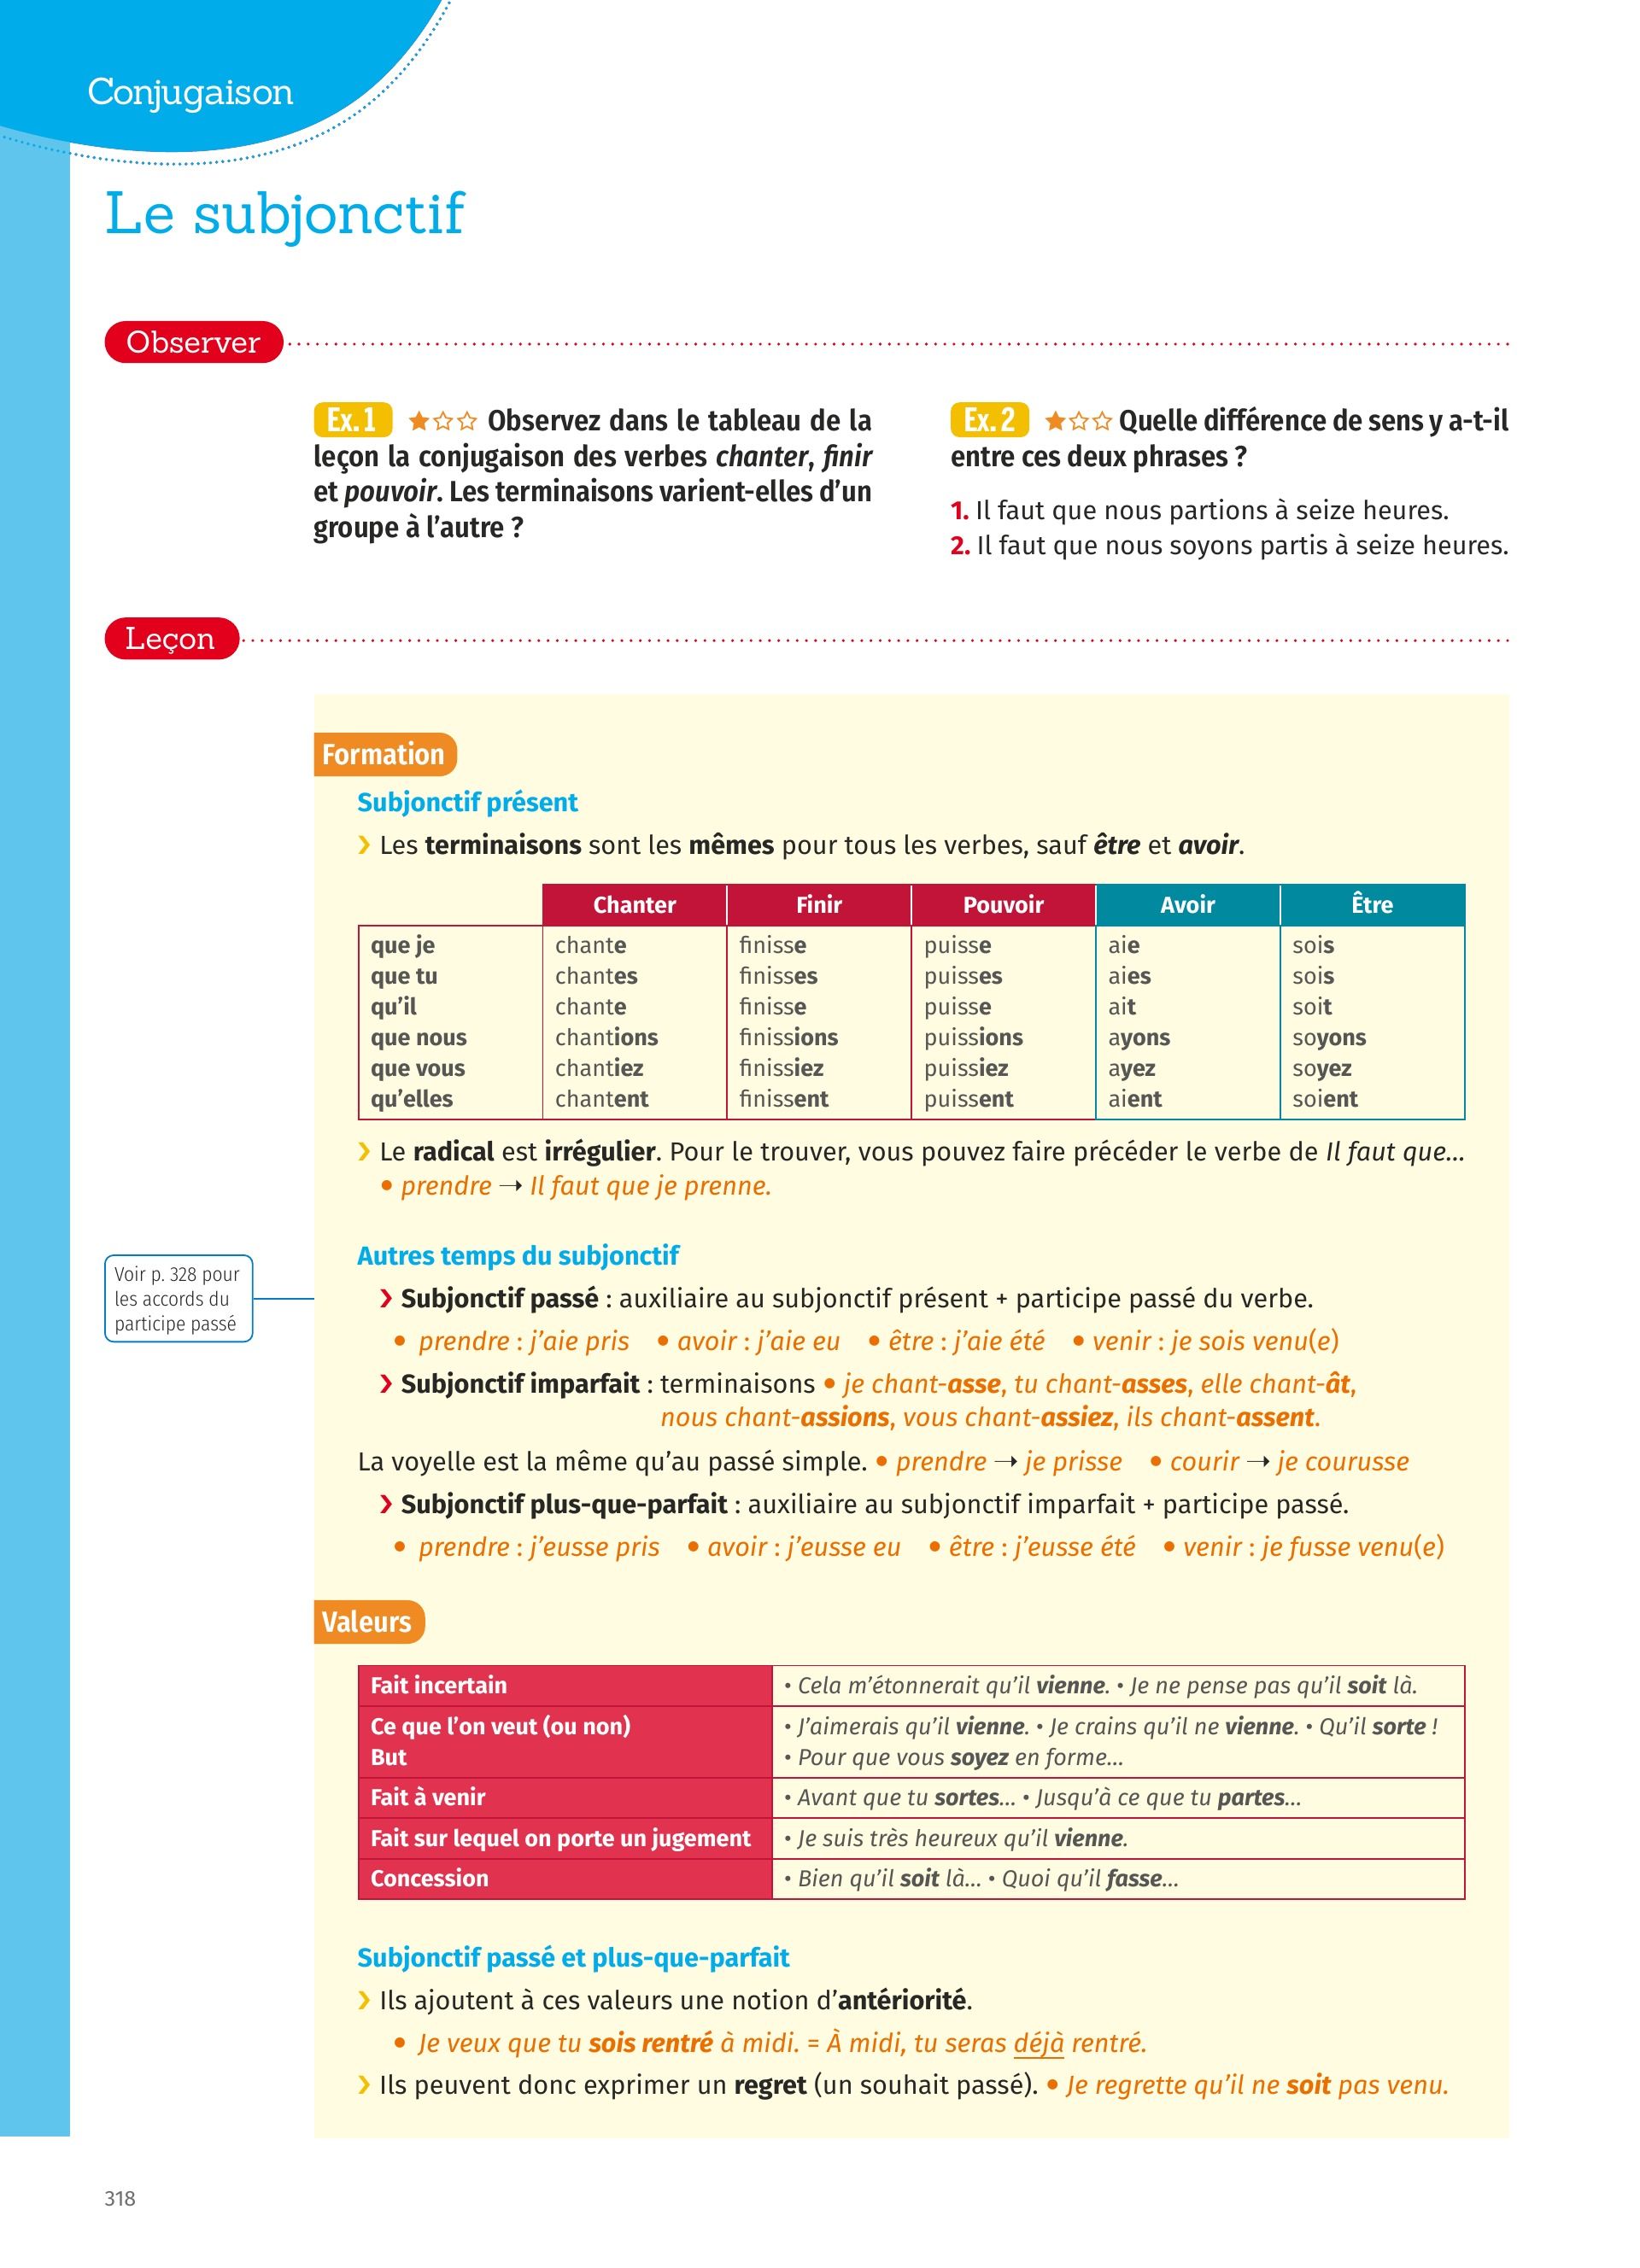 Conjugaison
Le subjonctif
Observer
Ex. 1 ★☆☆ Observez dans le tableau de la
leçon la conjugaison des verbes chanter, finir
et pouvoir. Les terminaisons varient-elles d’un
groupe à l’autre ?
Ex. 2 ★☆☆ Quelle différence de sens y a-t-il
entre ces deux phrases ?
1. Il faut que nous partions à seize heures.
2. Il faut que nous soyons partis à seize heures.
Leçon
Formation
Subjonctif présent
› Les terminaisons sont les mêmes pour tous les verbes, sauf être et avoir.
Chanter Finir Pouvoir Avoir Être
que je chante finisse puisse aie sois
que tu chantes finisses puisses aies sois
qu’il chante finisse puisse ait soit
que nous chantions finissions puissions ayons soyons
que vous chantiez finissiez puissiez ayez soyez
qu’elles chantent finissent puissent aient soient
› Le radical est irrégulier. Pour le trouver, vous pouvez faire précéder le verbe de Il faut que…
• prendre → Il faut que je prenne.
Autres temps du subjonctif
Voir p. 328 pour
les accords du
participe passé
› Subjonctif passé : auxiliaire au subjonctif présent + participe passé du verbe.
• prendre : j’aie pris • avoir : j’aie eu • être : j’aie été • venir : je sois venu(e)
› Subjonctif imparfait : terminaisons • je chant-asse, tu chant-asses, elle chant-ât,
nous chant-assions, vous chant-assiez, ils chant-assent.
La voyelle est la même qu’au passé simple. • prendre → je prisse • courir → je courusse
› Subjonctif plus-que-parfait : auxiliaire au subjonctif imparfait + participe passé.
• prendre : j’eusse pris • avoir : j’eusse eu • être : j’eusse été • venir : je fusse venu(e)
Valeurs
Fait incertain • Cela m’étonnerait qu’il vienne. • Je ne pense pas qu’il soit là.
Ce que l’on veut (ou non) • J’aimerais qu’il vienne. • Je crains qu’il ne vienne. • Qu’il sorte !
But • Pour que vous soyez en forme…
Fait à venir • Avant que tu sortes… • Jusqu’à ce que tu partes…
Fait sur lequel on porte un jugement • Je suis très heureux qu’il vienne.
Concession • Bien qu’il soit là… • Quoi qu’il fasse…
Subjonctif passé et plus-que-parfait
› Ils ajoutent à ces valeurs une notion d’antériorité.
• Je veux que tu sois rentré à midi. = À midi, tu seras déjà rentré.
› Ils peuvent donc exprimer un regret (un souhait passé). • Je regrette qu’il ne soit pas venu.
318